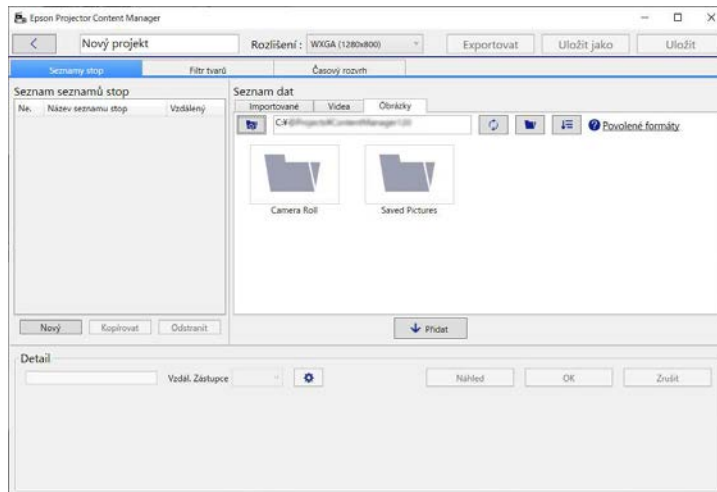 Epson Projector Content Manager
Nový projekt Rozlišení : WXGA (1280x800) Exportovat Uložit jako Uložit
Seznamy stop Filtr tvarů Časový rozvrh
Seznam seznamů stop
Ne. Název seznamu stop Vzdálený
Seznam dat
Importované Videa Obrázky
Povolené formáty
Camera Roll Saved Pictures
Nový Kopírovat Odstranit
Přidat
Detail
Vzdál. Zástupce Náhled OK Zrušit